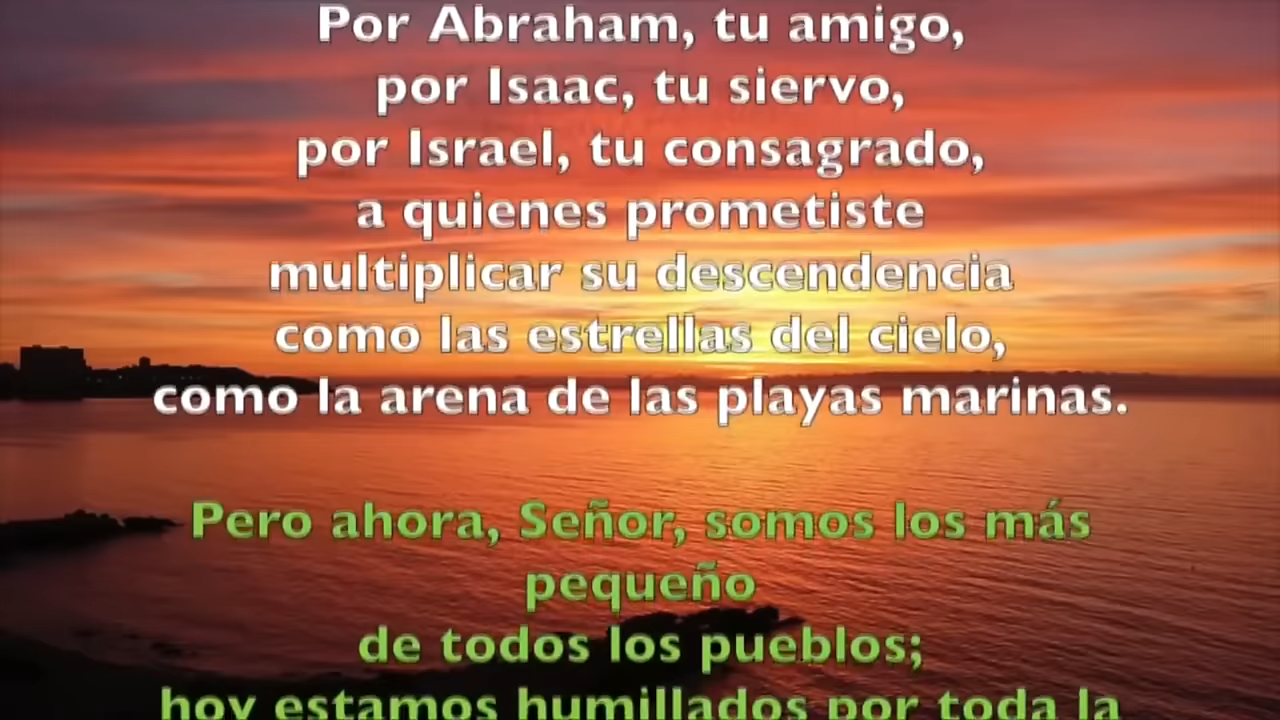 Por Abraham, tu amigo,
por Isaac, tu siervo,
por Israel, tu consagrado,
a quienes prometiste
multiplicar su descendencia
como las estrellas del cielo,
como la arena de las playas marinas.
Pero ahora, Señor, somos los más
pequeño
de todos los pueblos;
hoy estamos humillados por toda la